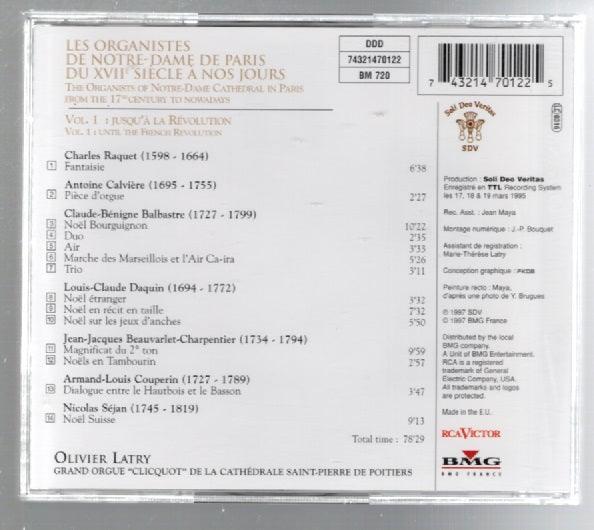 LES ORGANISTES
DE NOTRE-DAME DE PARIS
DU XVIIe SIÈCLE A NOS JOURS
THE ORGANISTS OF NOTRE-DAME CATHEDRAL IN PARIS
FROM THE 17TH CENTURY TO NOWADAYS
VOL. 1 : JUSQU'À LA RÉVOLUTION
VOL. 1 : UNTIL THE FRENCH REVOLUTION
DDD
74321470122
BM 720
7 43214 70122 5
Charles Raquet (1598 - 1664)
1 Fantaisie 6'38
Antoine Calvière (1695 - 1755)
2 Pièce d'orgue 2'27
Claude-Bénigne Balbastre (1727 - 1799)
3 Noël Bourguignon 10'22
4 Duo 2'35
5 Air 3'33
6 Marche des Marseillois et l'Air Ca-ira 5'26
7 Trio 3'11
Louis-Claude Daquin (1694 - 1772)
8 Noël étranger 3'32
9 Noël en récit en taille 7'32
10 Noël sur les jeux d'anches 5'50
Jean-Jacques Beauvarlet-Charpentier (1734 - 1794)
11 Magnificat du 2° ton 9'59
12 Noëls en Tambourin 2'57
Armand-Louis Couperin (1727 - 1789)
13 Dialogue entre le Hautbois et le Basson 3'47
Nicolas Séjan (1745 - 1819)
14 Noël Suisse 9'13
Total time : 78'29
OLIVIER LATRY
GRAND ORGUE "CLICQUOT" DE LA CATHÉDRALE SAINT-PIERRE DE POITIERS
Soli Deo Veritas
SDV
Production : Soli Deo Veritas
Enregistré en TTL Recording System
les 17, 18 & 19 mars 1995
Rec. Asst. : Jean Maya
Montage numérique : J.-P. Bouquet
Assistant de registration :
Marie-Thérèse Latry
Conception graphique : PKDB
Peinture recto : Maya,
d'après une photo de Y. Brugues
℗ 1997 SDV
© 1997 BMG France
Distributed by the local
BMG company.
A Unit of BMG Entertainment.
RCA is a registered
trademark of General
Electric Company, USA.
All trademarks and logos
are protected.
Made in the E.U.
RCA VICTOR
BMG
BMG FRANCE